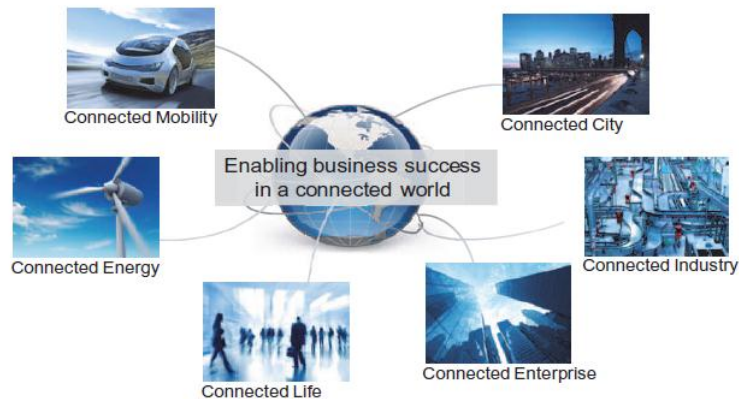 Connected Mobility
Connected City
Enabling business success
in a connected world
Connected Energy
Connected Industry
Connected Life
Connected Enterprise